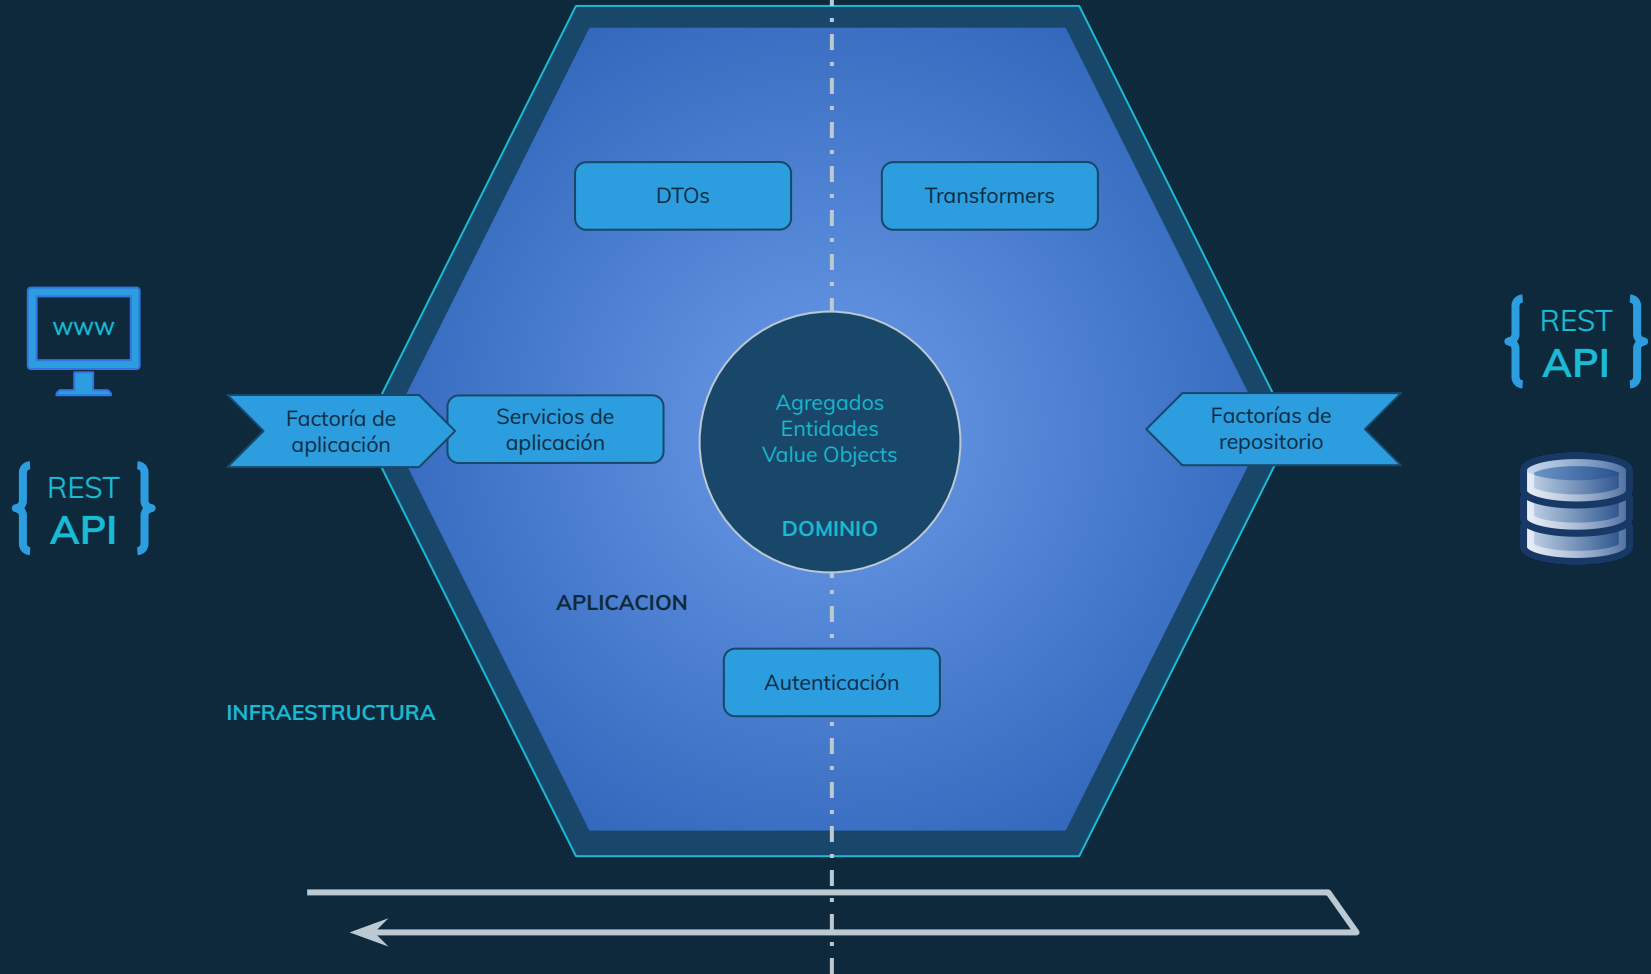 DTOs
Transformers
www
REST
API
Factoría de
aplicación
Servicios de
aplicación
Agregados
Entidades
Value Objects
DOMINIO
Factorías de
repositorio
REST
API
APLICACION
Autenticación
INFRAESTRUCTURA